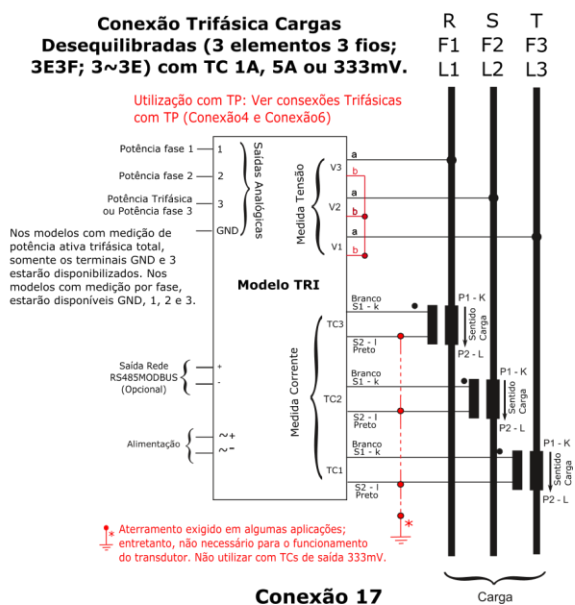 Conexão Trifásica Cargas
Desequilibradas (3 elementos 3 fios;
3E3F; 3~3E) com TC 1A, 5A ou 333mV.
R S T
F1 F2 F3
L1 L2 L3
Utilização com TP: Ver consexões Trifásicas
com TP (Conexão4 e Conexão6)
Potência fase 1
1
Potência fase 2
2
Potência Trifásica
ou Potência fase 3
3
GND
Saídas Analógicas
Medida Tensão
a
V3
b
a
V2
b
a
V1
b
Nos modelos com medição de
potência ativa trifásica total,
somente os terminais GND e 3
estarão disponibilizados. Nos
modelos com medição por fase,
estarão disponíveis GND, 1, 2 e 3.
Modelo TRI
Medida Corrente
Branco
S1 - k
TC3
S2 - l
Preto
P1 - K
Sentido
Carga
P2 - L
Saída Rede
RS485MODBUS
(Opcional)
+
-
Branco
S1 - k
TC2
S2 - l
Preto
P1 - K
Sentido
Carga
P2 - L
Alimentação
~+
~-
Branco
S1 - k
TC1
S2 - l
Preto
P1 - K
Sentido
Carga
P2 - L
*
* Aterramento exigido em algumas aplicações;
entretanto, não necessário para o funcionamento
do transdutor. Não utilizar com TCs de saída 333mV.
Conexão 17
Carga